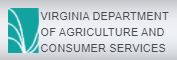 VIRGINIA DEPARTMENT
OF AGRICULTURE AND
CONSUMER SERVICES